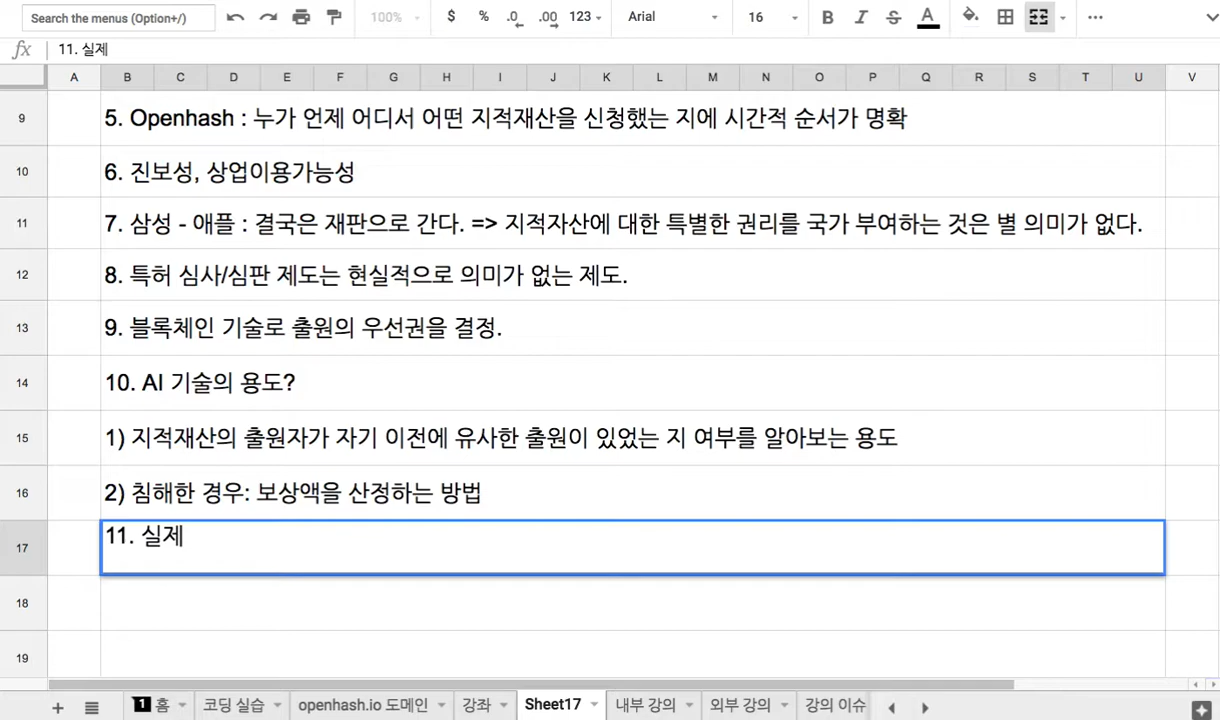 Search the menus (Option+/)
100%
$ % .0 .00 123
Arial
16
B I S A
fx 11. 실제
A B C D E F G H I J K L M N O P Q R S T U V
9 5. Openhash : 누가 언제 어디서 어떤 지적재산을 신청했는 지에 시간적 순서가 명확
10 6. 진보성, 상업이용가능성
11 7. 삼성 - 애플 : 결국은 재판으로 간다. => 지적자산에 대한 특별한 권리를 국가 부여하는 것은 별 의미가 없다.
12 8. 특허 심사/심판 제도는 현실적으로 의미가 없는 제도.
13 9. 블록체인 기술로 출원의 우선권을 결정.
14 10. AI 기술의 용도?
15 1) 지적재산의 출원자가 자기 이전에 유사한 출원이 있었는 지 여부를 알아보는 용도
16 2) 침해한 경우: 보상액을 산정하는 방법
17 11. 실제
18
19
1 홈 코딩 실습 openhash.io 도메인 강좌 Sheet17 내부 강의 외부 강의 강의 이슈